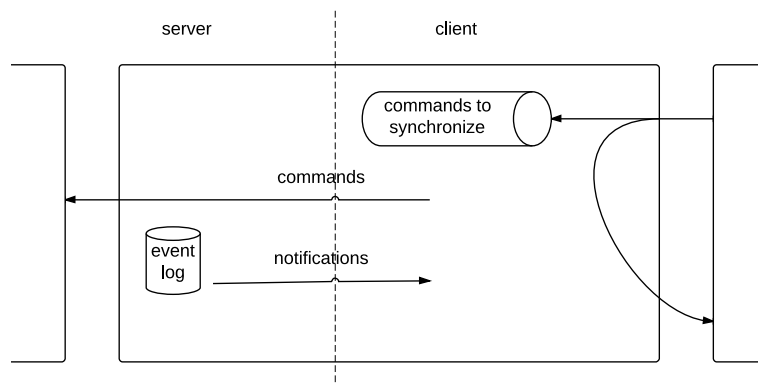 server
client
commands to
synchronize
commands
event
log
notifications